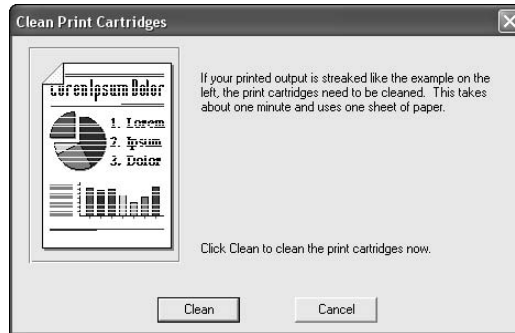 Clean Print Cartridges
Lorem Ipsum Dolor
1. Lorem
2. Ipsum
3. Dolor
If your printed output is streaked like the example on the
left, the print cartridges need to be cleaned. This takes
about one minute and uses one sheet of paper.
Click Clean to clean the print cartridges now.
Clean
Cancel